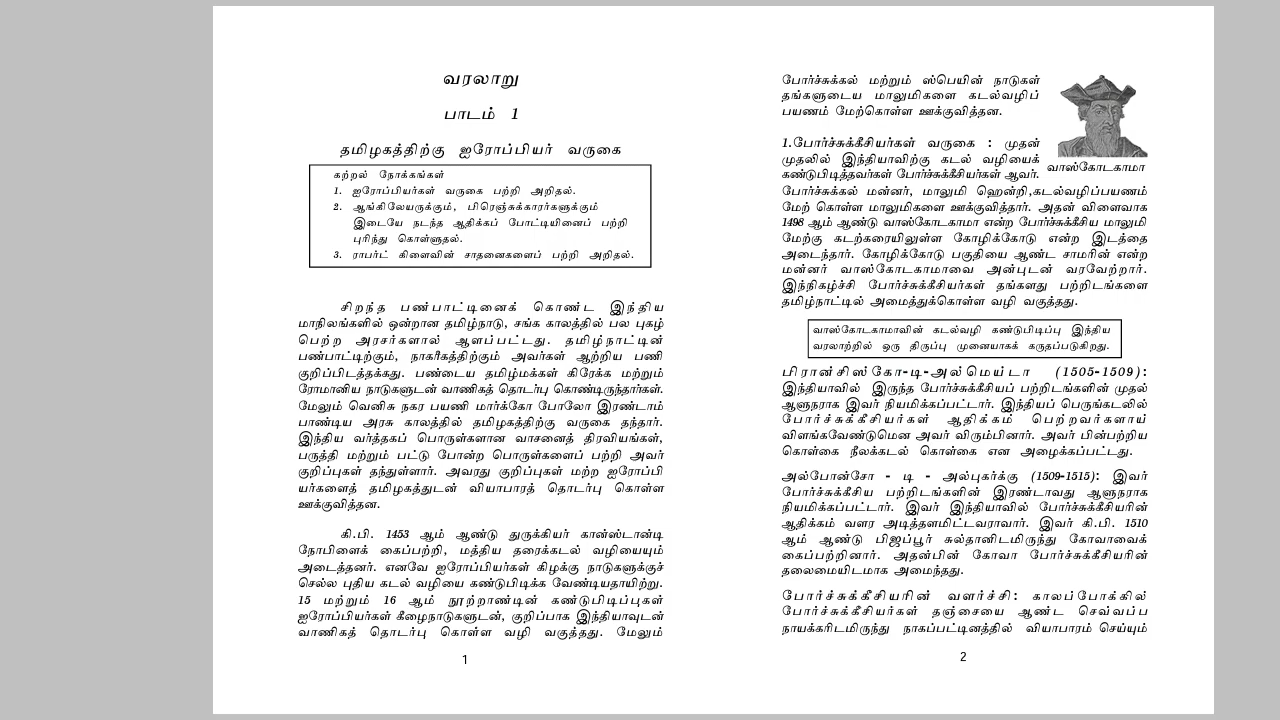 வரலாறு
பாடம் 1
தமிழகத்திற்கு ஐரோப்பியர் வருகை
கற்றல் நோக்கங்கள்
1. ஐரோப்பியர்கள் வருகை பற்றி அறிதல்.
2. ஆங்கிலேயருக்கும், பிரெஞ்சுக்காரர்களுக்கும்
இடையே நடந்த ஆதிக்கப் போட்டியினைப் பற்றி
புரிந்து கொள்ளுதல்.
3. ராபர்ட் கிளைவின் சாதனைகளைப் பற்றி அறிதல்.
சிறந்த பண்பாட்டினைக் கொண்ட இந்திய
மாநிலங்களில் ஒன்றான தமிழ்நாடு, சங்க காலத்தில் பல புகழ்
பெற்ற அரசர்களால் ஆளப்பட்டது. தமிழ்நாட்டின்
பண்பாட்டிற்கும், நாகரீகத்திற்கும் அவர்கள் ஆற்றிய பணி
குறிப்பிடத்தக்கது. பண்டைய தமிழ்மக்கள் கிரேக்க மற்றும்
ரோமானிய நாடுகளுடன் வாணிகத் தொடர்பு கொண்டிருந்தார்கள்.
மேலும் வெனிசு நகர பயணி மார்க்கோ போலோ இரண்டாம்
பாண்டிய அரசு காலத்தில் தமிழகத்திற்கு வருகை தந்தார்.
இந்திய வர்த்தகப் பொருள்களான வாசனைத் திரவியங்கள்,
பருத்தி மற்றும் பட்டு போன்ற பொருள்களைப் பற்றி அவர்
குறிப்புகள் தந்துள்ளார். அவரது குறிப்புகள் மற்ற ஐரோப்பி
யர்களைத் தமிழகத்துடன் வியாபாரத் தொடர்பு கொள்ள
ஊக்குவித்தன.
கி.பி. 1453 ஆம் ஆண்டு துருக்கியர் கான்ஸ்டாண்டி
நோபிளைக் கைப்பற்றி, மத்திய தரைக்கடல் வழியையும்
அடைத்தனர். எனவே ஐரோப்பியர்கள் கிழக்கு நாடுகளுக்குச்
செல்ல புதிய கடல் வழியை கண்டுபிடிக்க வேண்டியதாயிற்று.
15 மற்றும் 16 ஆம் நூற்றாண்டின் கண்டுபிடிப்புகள்
ஐரோப்பியர்கள் கீழைநாடுகளுடன், குறிப்பாக இந்தியாவுடன்
வாணிகத் தொடர்பு கொள்ள வழி வகுத்தது. மேலும்
1
போர்ச்சுக்கல் மற்றும் ஸ்பெயின் நாடுகள்
தங்களுடைய மாலுமிகளை கடல்வழிப்
பயணம் மேற்கொள்ள ஊக்குவித்தன.
வாஸ்கோடகாமா
1.போர்ச்சுக்கீசியர்கள் வருகை : முதன்
முதலில் இந்தியாவிற்கு கடல் வழியைக்
கண்டுபிடித்தவர்கள் போர்ச்சுக்கீசியர்கள் ஆவர்.
போர்ச்சுக்கல் மன்னர், மாலுமி ஹென்றி,கடல்வழிப்பயணம்
மேற் கொள்ள மாலுமிகளை ஊக்குவித்தார். அதன் விளைவாக
1498 ஆம் ஆண்டு வாஸ்கோடகாமா என்ற போர்ச்சுக்கீசிய மாலுமி
மேற்கு கடற்கரையிலுள்ள கோழிக்கோடு என்ற இடத்தை
அடைந்தார். கோழிக்கோடு பகுதியை ஆண்ட சாமரின் என்ற
மன்னர் வாஸ்கோடகாமாவை அன்புடன் வரவேற்றார்.
இந்நிகழ்ச்சி போர்ச்சுக்கீசியர்கள் தங்களது பற்றிடங்களை
தமிழ்நாட்டில் அமைத்துக்கொள்ள வழி வகுத்தது.
வாஸ்கோடகாமாவின் கடல்வழி கண்டுபிடிப்பு இந்திய
வரலாற்றில் ஒரு திருப்பு முனையாகக் கருதப்படுகிறது.
பிரான்சிஸ்கோ-டி-அல்மெய்டா (1505-1509):
இந்தியாவில் இருந்த போர்ச்சுக்கீசியப் பற்றிடங்களின் முதல்
ஆளுநராக இவர் நியமிக்கப்பட்டார். இந்தியப் பெருங்கடலில்
போர்ச்சுக்கீசியர்கள் ஆதிக்கம் பெற்றவர்களாய்
விளங்கவேண்டுமென அவர் விரும்பினார். அவர் பின்பற்றிய
கொள்கை நீலக்கடல் கொள்கை என அழைக்கப்பட்டது.
அல்போன்சோ - டி - அல்புகர்க்கு (1509-1515): இவர்
போர்ச்சுக்கீசிய பற்றிடங்களின் இரண்டாவது ஆளுநராக
நியமிக்கப்பட்டார். இவர் இந்தியாவில் போர்ச்சுக்கீசியரின்
ஆதிக்கம் வளர அடித்தளமிட்டவராவார். இவர் கி.பி. 1510
ஆம் ஆண்டு பிஜப்பூர் சுல்தானிடமிருந்து கோவாவைக்
கைப்பற்றினார். அதன்பின் கோவா போர்ச்சுக்கீசியரின்
தலைமையிடமாக அமைந்தது.
போர்ச்சுக்கீசியரின் வளர்ச்சி: காலப்போக்கில்
போர்ச்சுக்கீசியர்கள் தஞ்சையை ஆண்ட செவ்வப்ப
நாயக்கரிடமிருந்து நாகப்பட்டினத்தில் வியாபாரம் செய்யும்
2